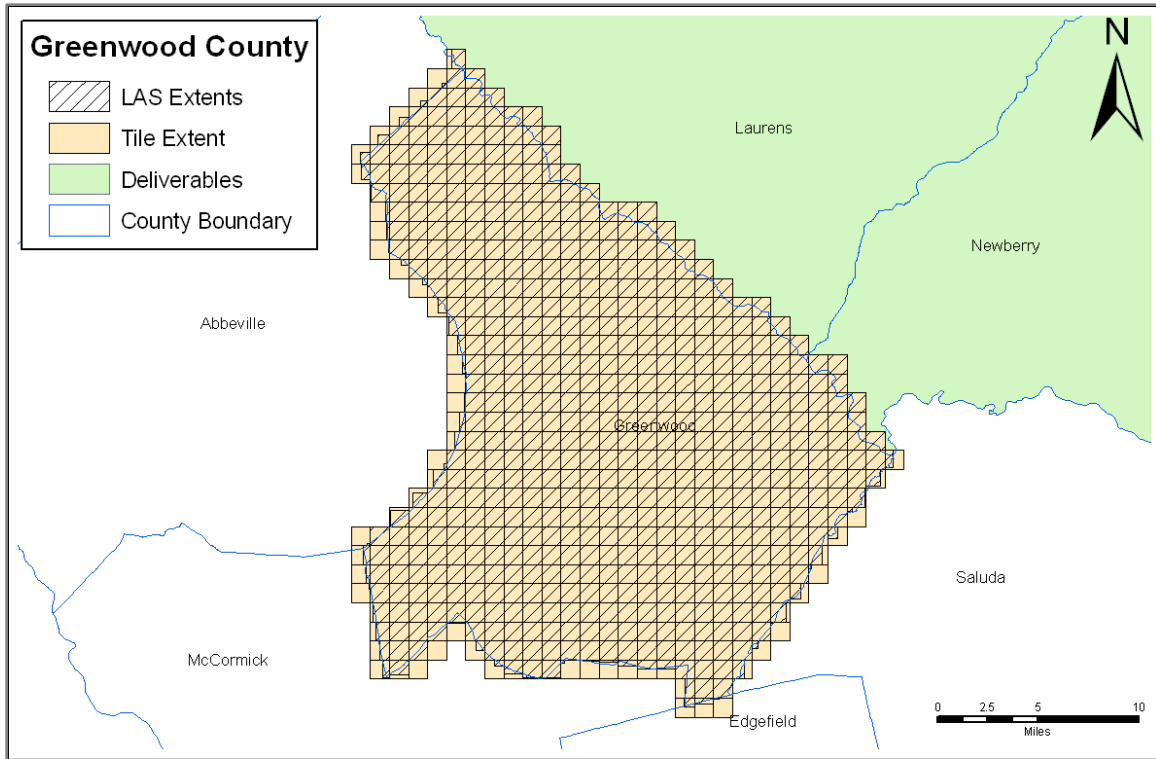 Greenwood County
LAS Extents
Tile Extent
Deliverables
County Boundary
N
Laurens
Newberry
Abbeville
Greenwood
Saluda
McCormick
Edgefield
0 2.5 5 10
Miles